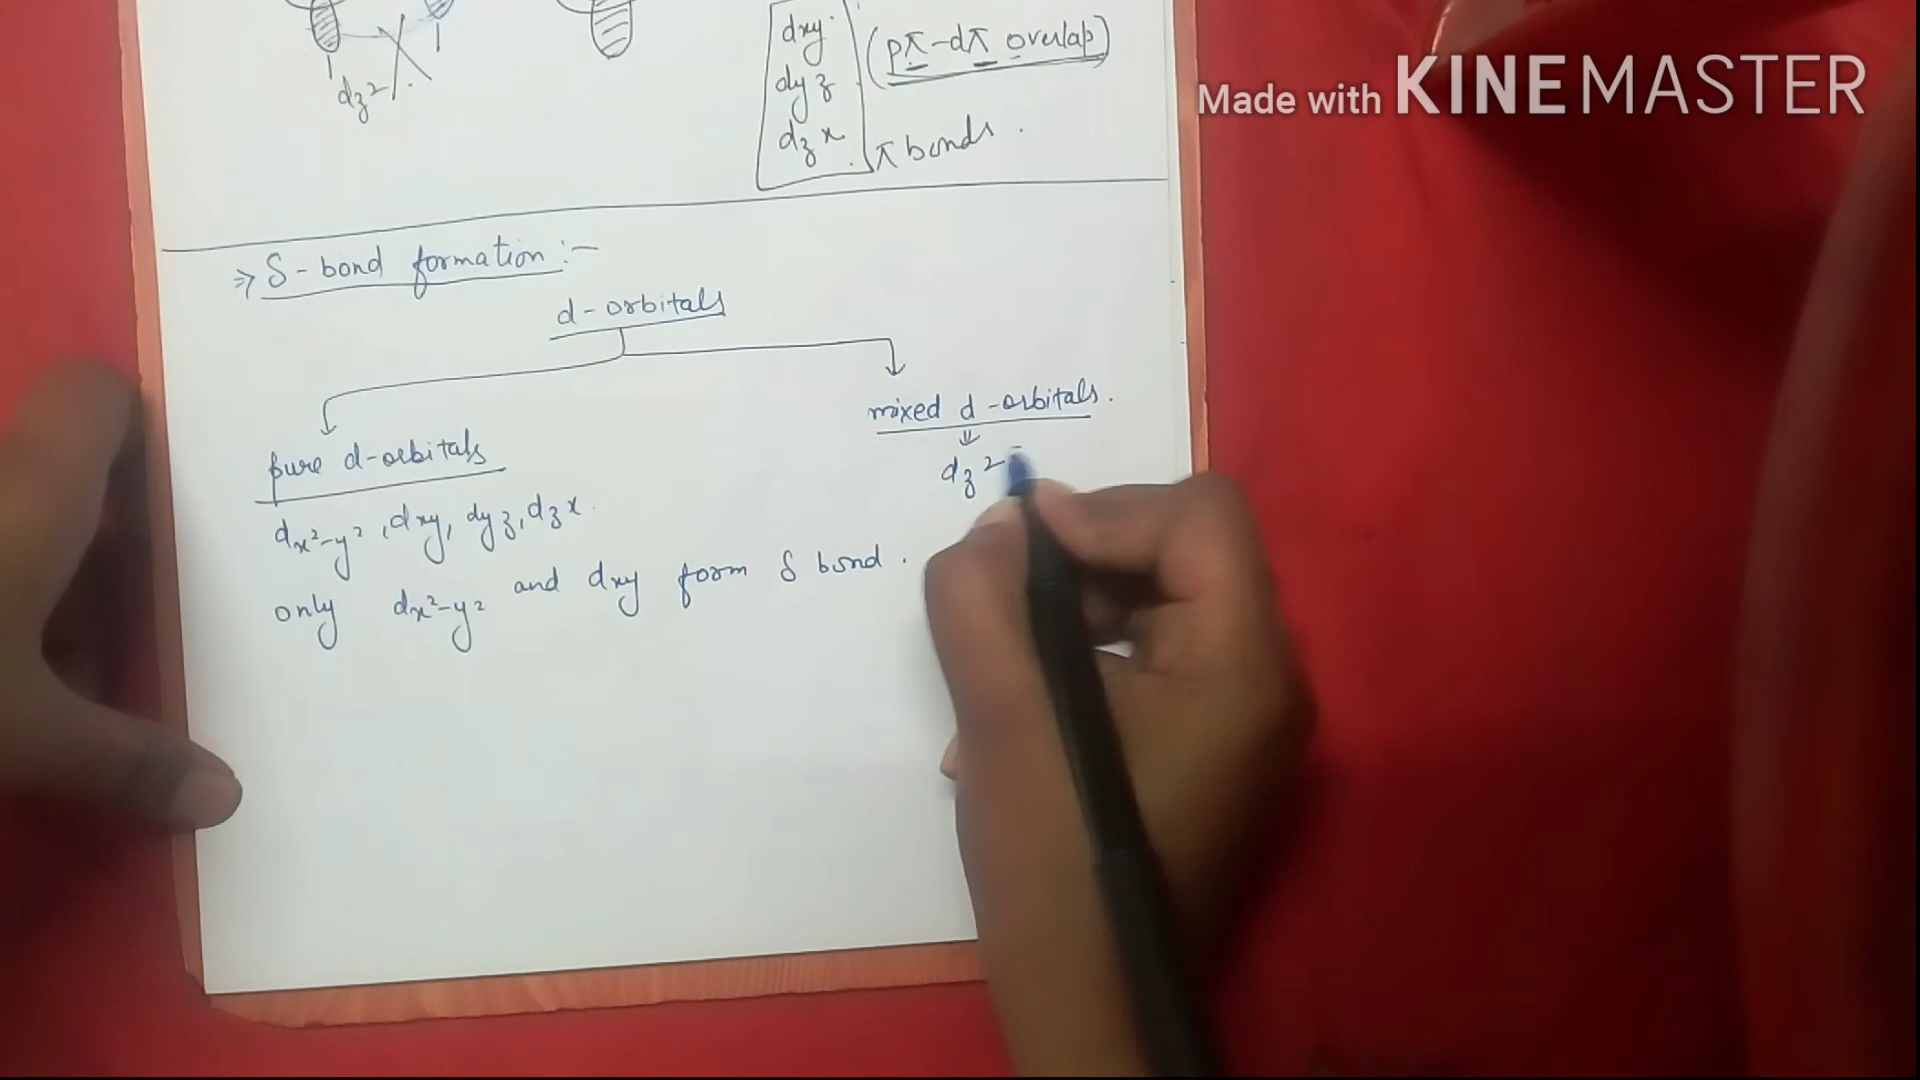 dxy
dyz
dzx
(pπ-dπ overlap)
π bonds.
dz²
Made with KINEMASTER
⇒ δ-bond formation:-
d-orbitals
mixed d-orbitals.
dz²
pure d-orbitals
dx²-y², dxy, dyz, dzx.
only dx²-y² and dxy form δ bond.